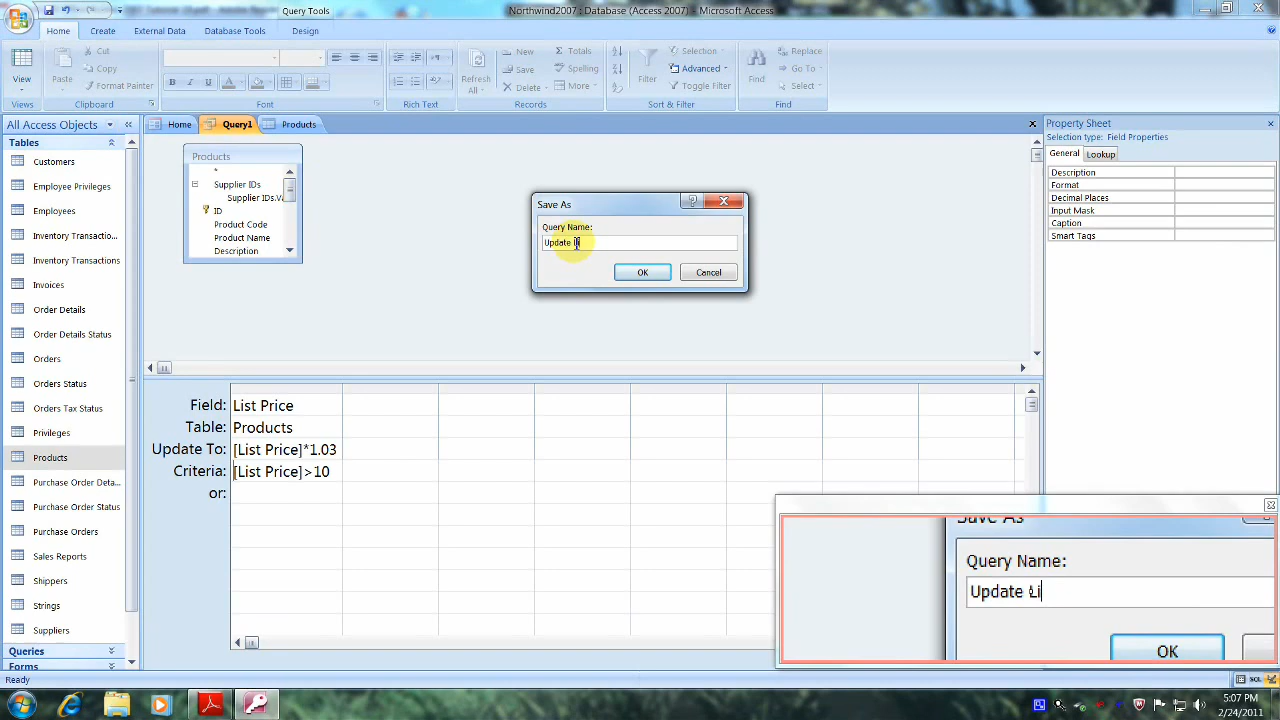 Query Tools
Northwind2007 : Database (Access 2007) - Microsoft Access
Home
Create
External Data
Database Tools
Design
View
Views
Paste
Cut
Copy
Format Painter
Clipboard
B I U
Font
Rich Text
Refresh
All
New
Save
Delete
Totals
Spelling
More
Records
Filter
Selection
Advanced
Toggle Filter
Sort & Filter
Find
Replace
Go To
Select
Find
All Access Objects
Tables
Customers
Employee Privileges
Employees
Inventory Transactio...
Inventory Transactions
Invoices
Order Details
Order Details Status
Orders
Orders Status
Orders Tax Status
Privileges
Products
Purchase Order Deta...
Purchase Order Status
Purchase Orders
Sales Reports
Shippers
Strings
Suppliers
Queries
Forms
Home
Query1
Products
Products
*
Supplier IDs
Supplier IDs.V
ID
Product Code
Product Name
Description
Save As
Query Name:
Update
OK
Cancel
Field: List Price
Table: Products
Update To: [List Price]*1.03
Criteria: [List Price]>10
or:
Property Sheet
Selection type: Field Properties
General
Lookup
Description
Format
Decimal Places
Input Mask
Caption
Smart Tags
Save As
Query Name:
Update Li
OK
Ready
SQL
5:07 PM
2/24/2011